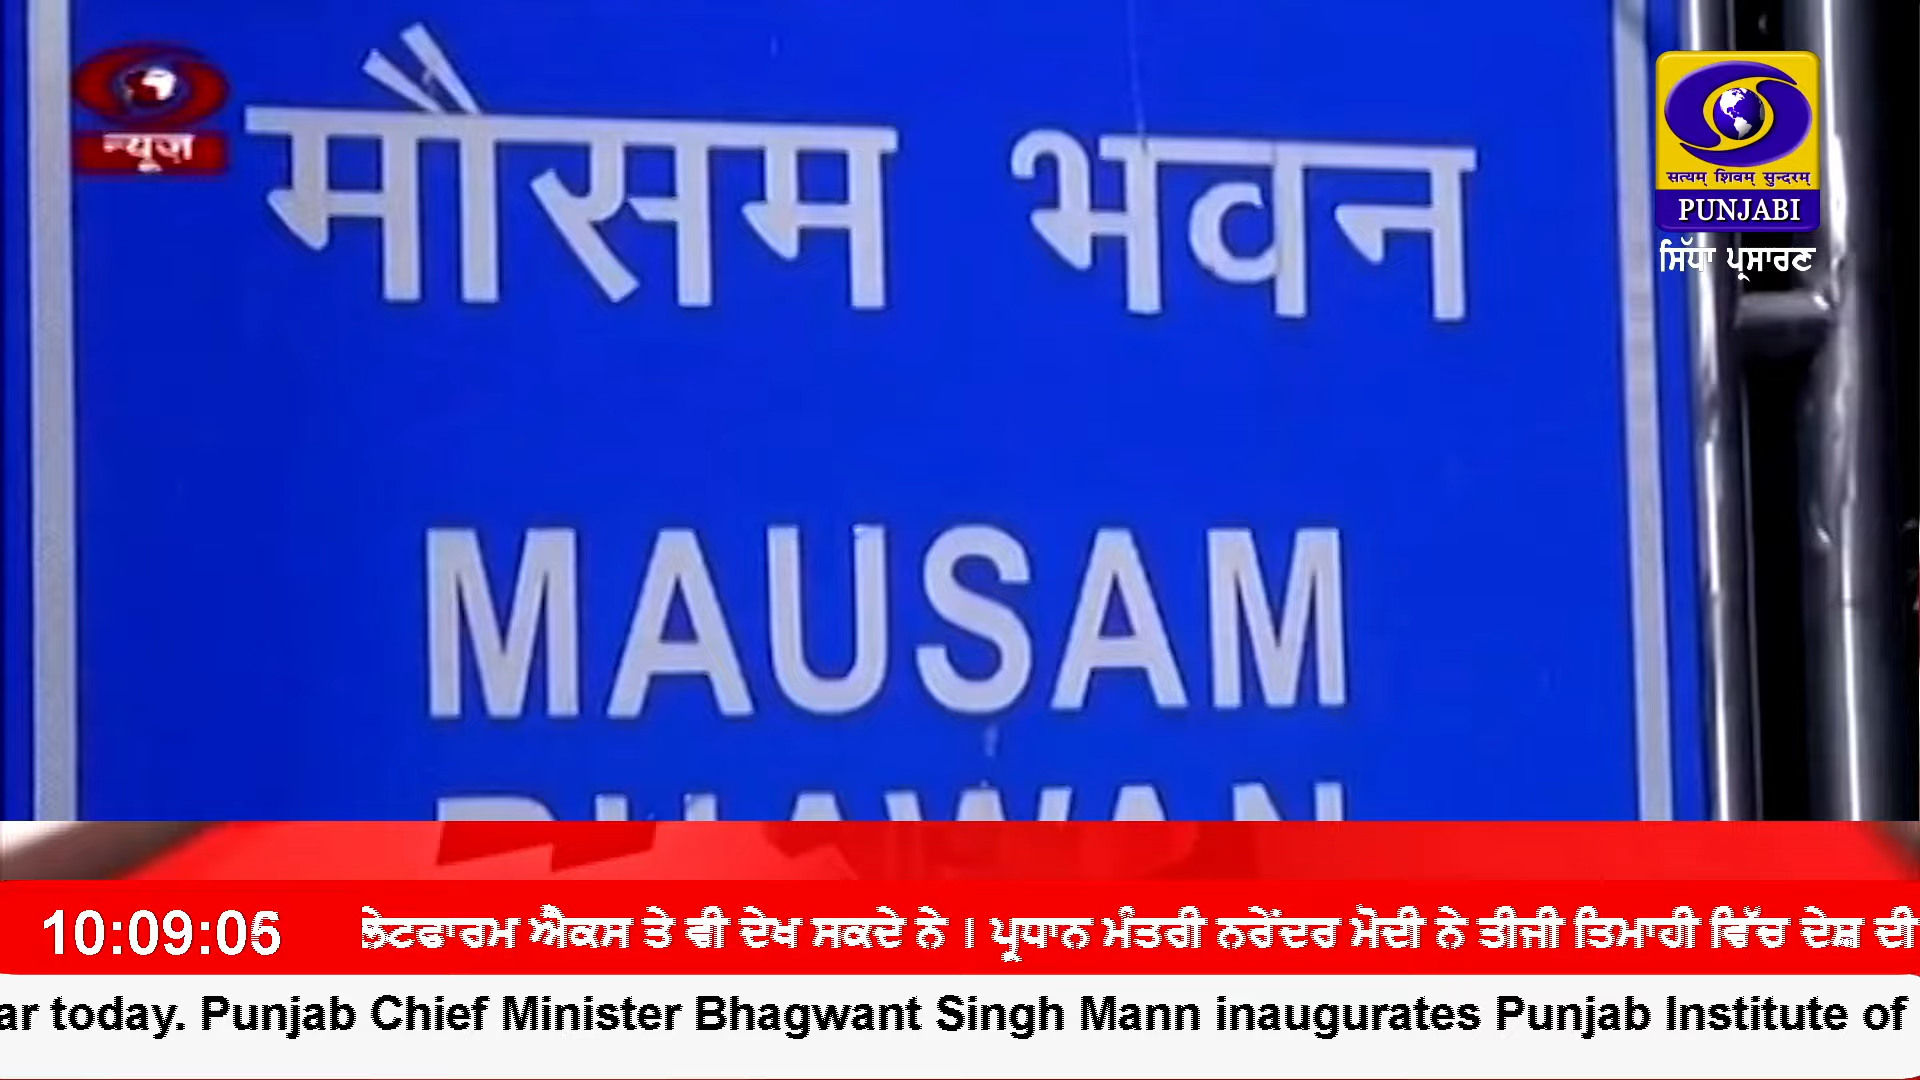 मौसम भवन
न्यूज़
सत्यम् शिवम् सुन्दरम्
PUNJABI
ਸਿੱਧਾ ਪ੍ਰਸਾਰਣ
MAUSAM
BHAWAN
10:09:05
ਲੇਟਫਾਰਮ ਐਕਸ ਤੇ ਵੀ ਦੇਖ ਸਕਦੇ ਨੇ । ਪ੍ਰਧਾਨ ਮੰਤਰੀ ਨਰੇਂਦਰ ਮੋਦੀ ਨੇ ਤੀਜੀ ਤਿਮਾਹੀ ਵਿੱਚ ਦੇਸ਼ ਦੀ
ar today. Punjab Chief Minister Bhagwant Singh Mann inaugurates Punjab Institute of